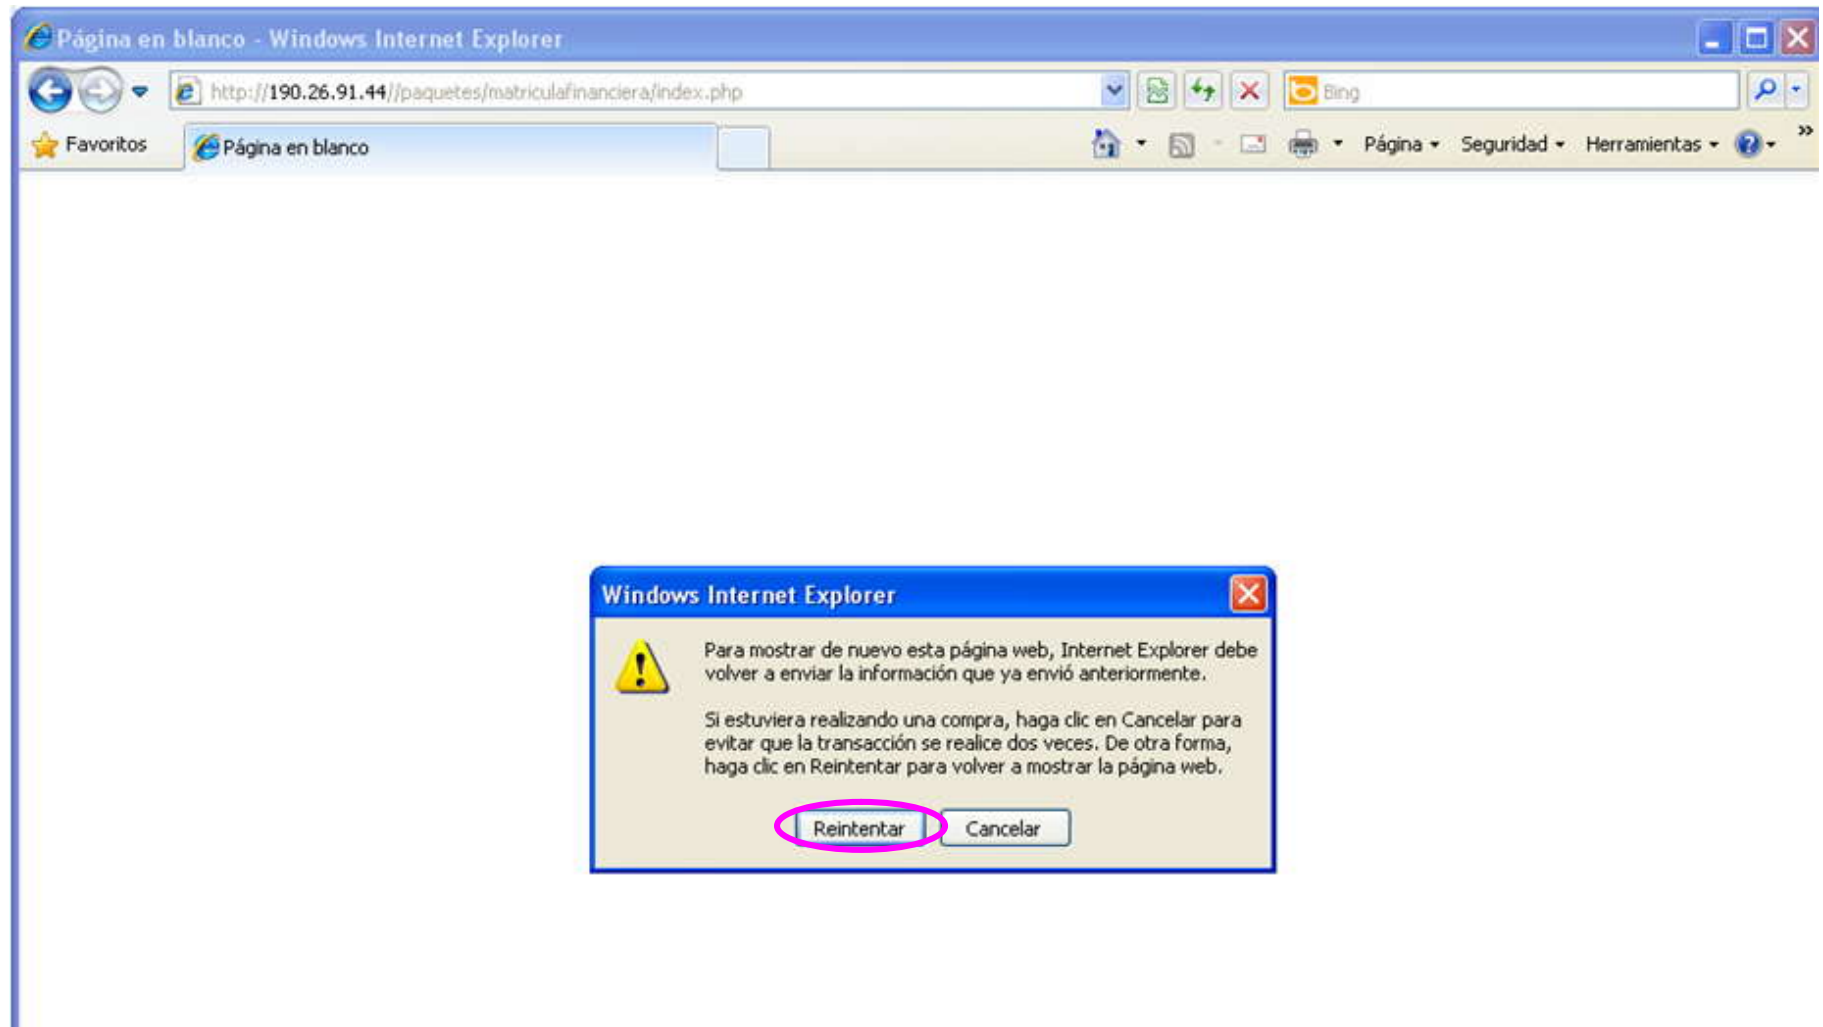 Página en blanco - Windows Internet Explorer
http://190.26.91.44//paquetes/matriculafinanciera/index.php
Bing
Favoritos
Página en blanco
Página
Seguridad
Herramientas
»
Windows Internet Explorer
Para mostrar de nuevo esta página web, Internet Explorer debe
volver a enviar la información que ya envió anteriormente.
Si estuviera realizando una compra, haga clic en Cancelar para
evitar que la transacción se realice dos veces. De otra forma,
haga clic en Reintentar para volver a mostrar la página web.
Reintentar
Cancelar